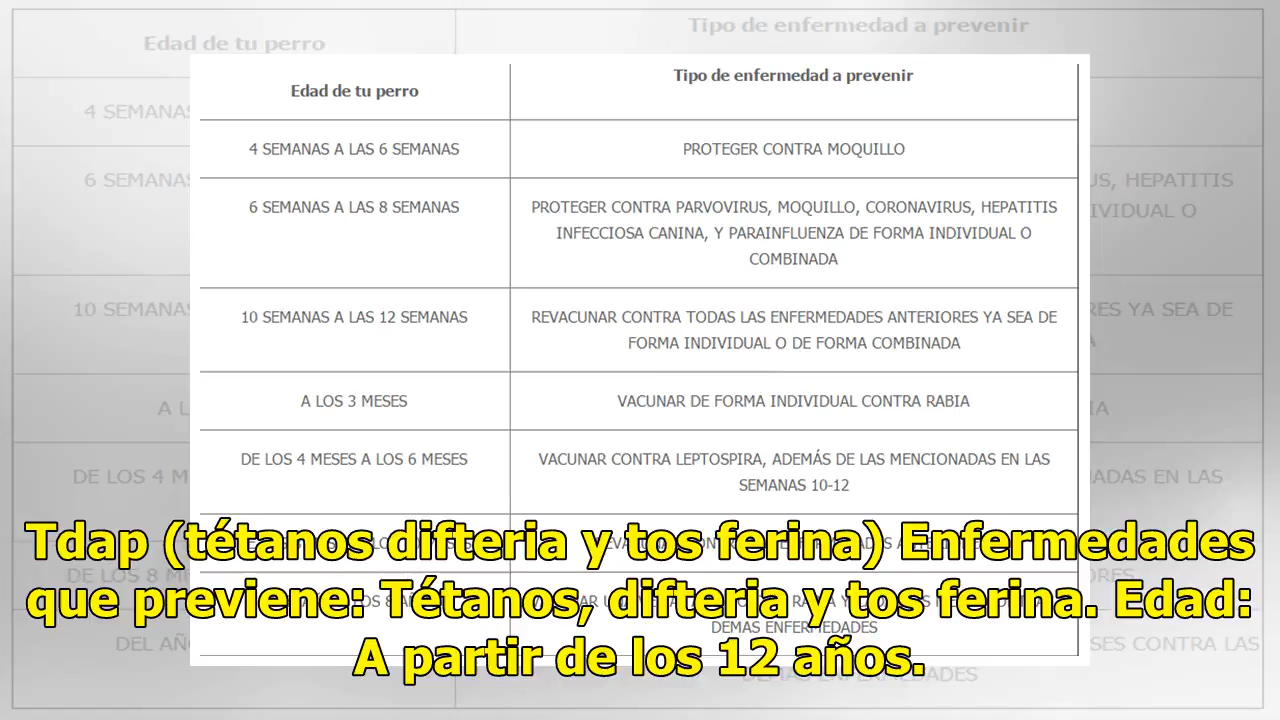 Edad de tu perro
Tipo de enfermedad a prevenir
4 SEMANAS A LAS 6 SEMANAS
PROTEGER CONTRA MOQUILLO
6 SEMANAS A LAS 8 SEMANAS
PROTEGER CONTRA PARVOVIRUS, MOQUILLO, CORONAVIRUS, HEPATITIS
INFECCIOSA CANINA, Y PARAINFLUENZA DE FORMA INDIVIDUAL O
COMBINADA
10 SEMANAS A LAS 12 SEMANAS
REVACUNAR CONTRA TODAS LAS ENFERMEDADES ANTERIORES YA SEA DE
FORMA INDIVIDUAL O DE FORMA COMBINADA
A LOS 3 MESES
VACUNAR DE FORMA INDIVIDUAL CONTRA RABIA
DE LOS 4 MESES A LOS 6 MESES
VACUNAR CONTRA LEPTOSPIRA, ADEMÁS DE LAS MENCIONADAS EN LAS
SEMANAS 10-12
DEMAS ENFERMEDADES
Tdap (tétanos difteria y tos ferina) Enfermedades
que previene: Tétanos, difteria y tos ferina. Edad:
A partir de los 12 años.